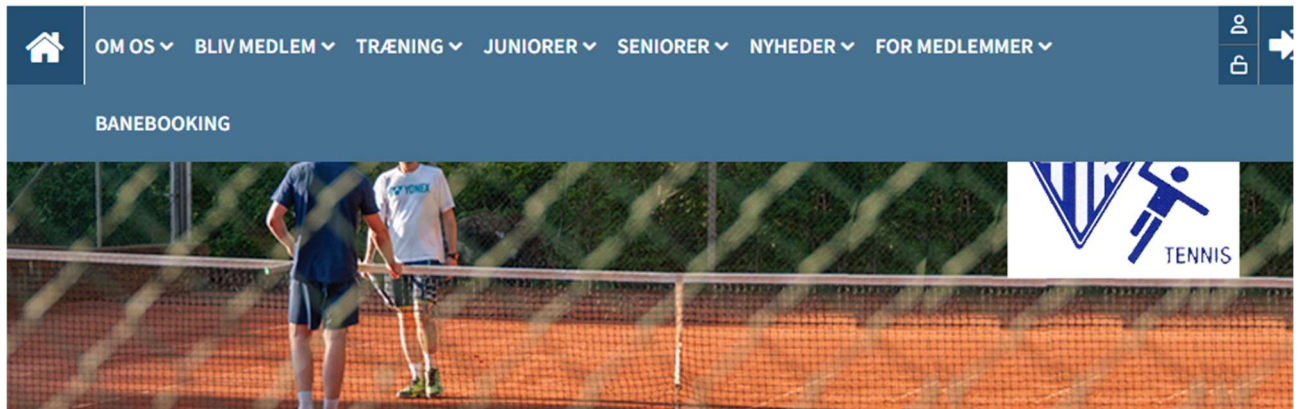 OM OS BLIV MEDLEM TRÆNING JUNIORER SENIORER NYHEDER FOR MEDLEMMER
BANEBOOKING
YONEX
TENNIS